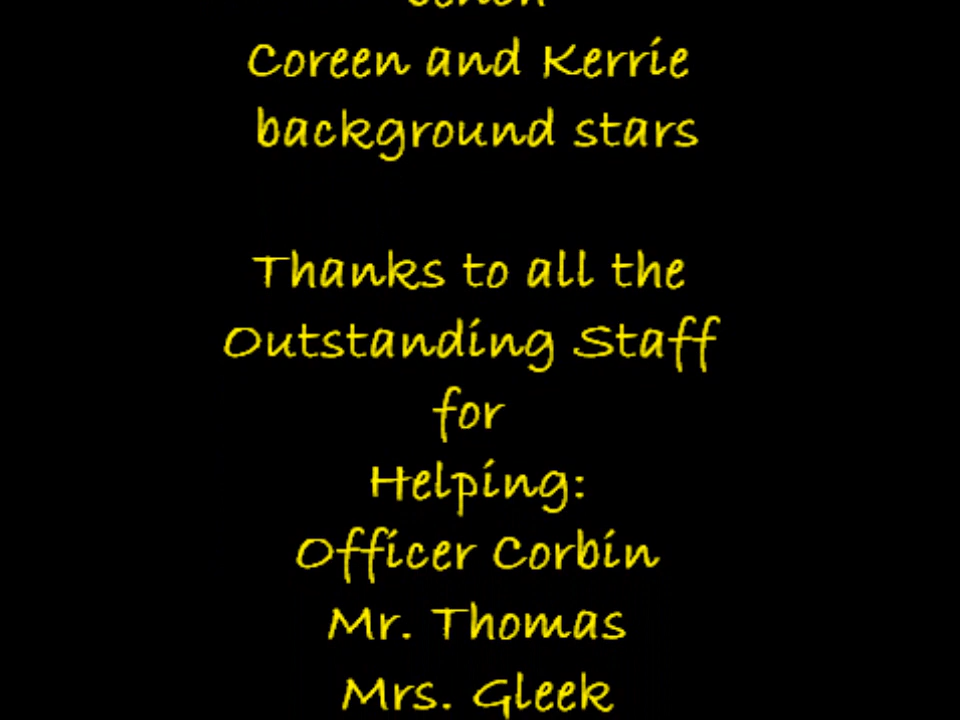 Coreen and Kerrie
background stars
Thanks to all the
Outstanding Staff
for
Helping:
Officer Corbin
Mr. Thomas
Mrs. Gleek